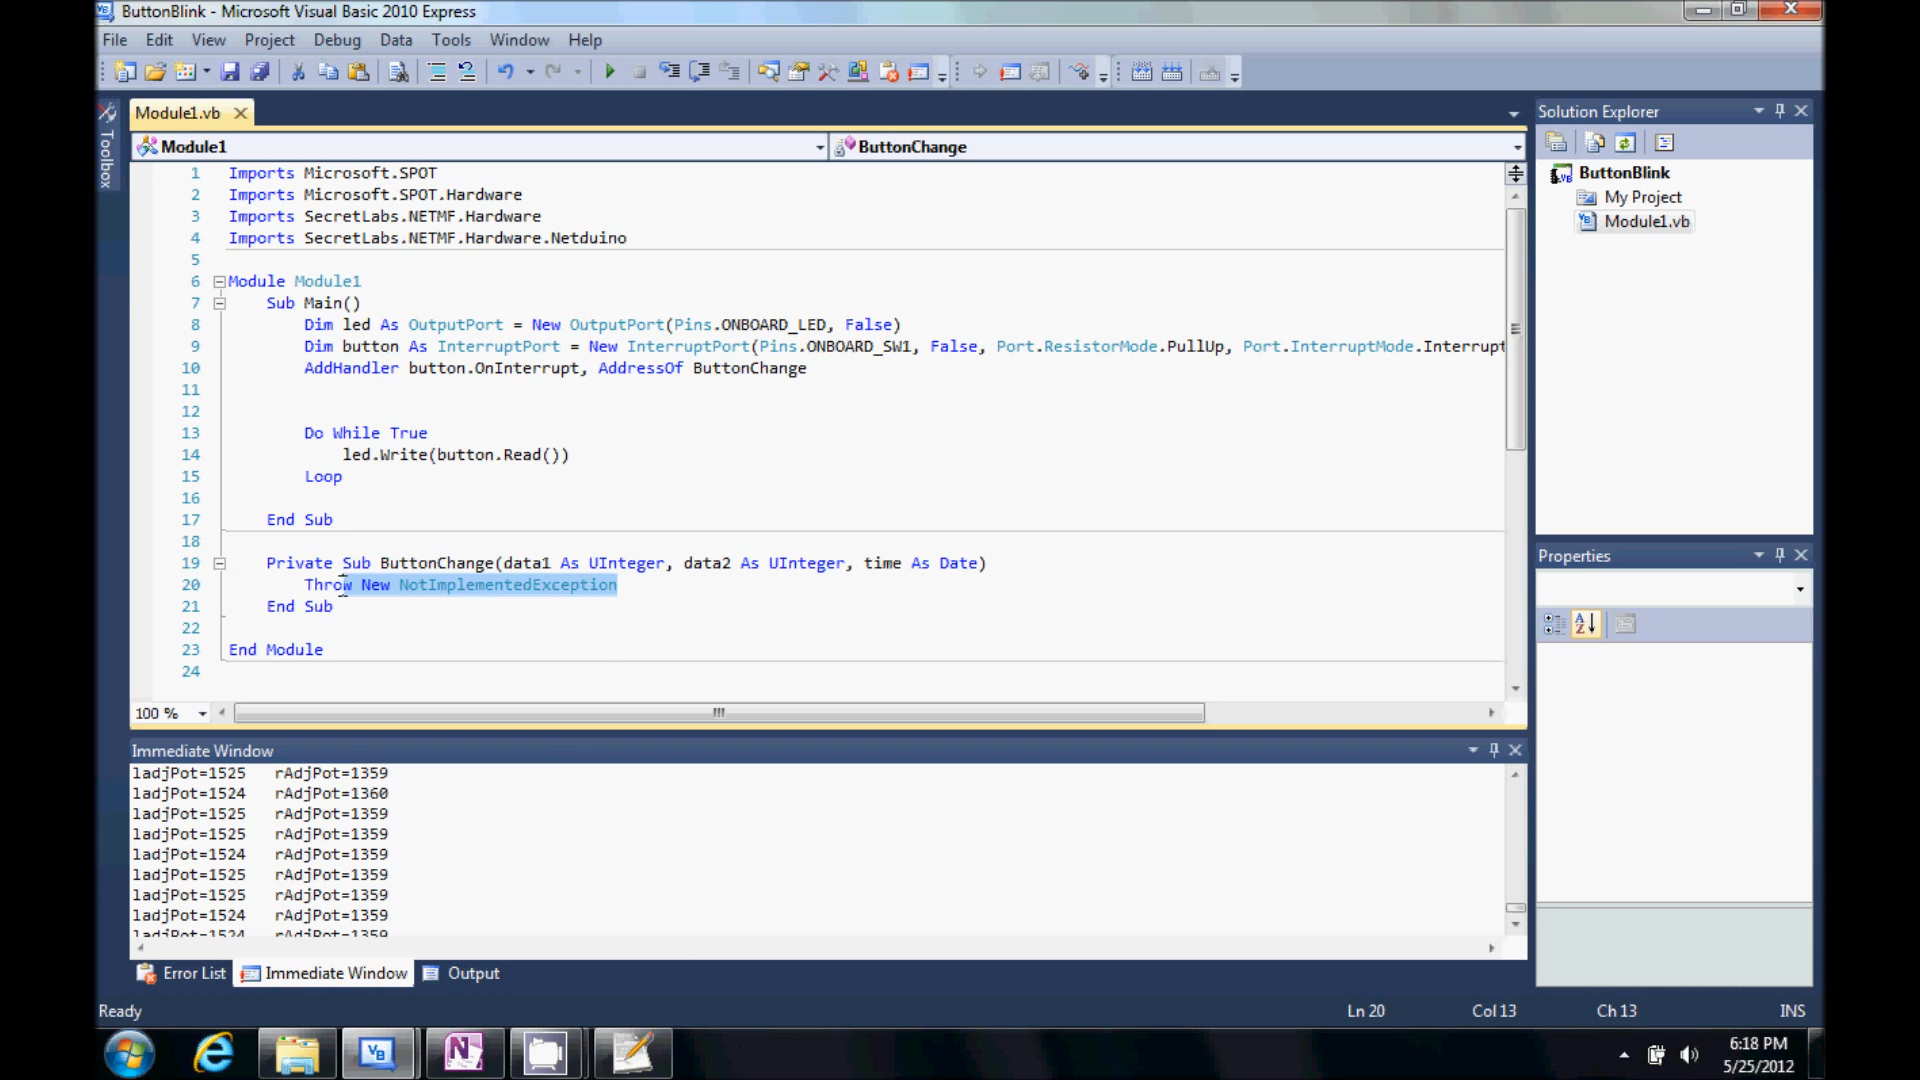 ButtonBlink - Microsoft Visual Basic 2010 Express
File Edit View Project Debug Data Tools Window Help
Toolbox
Module1.vb
Module1
ButtonChange
1 Imports Microsoft.SPOT
2 Imports Microsoft.SPOT.Hardware
3 Imports SecretLabs.NETMF.Hardware
4 Imports SecretLabs.NETMF.Hardware.Netduino
5
6 Module Module1
7 Sub Main()
8 Dim led As OutputPort = New OutputPort(Pins.ONBOARD_LED, False)
9 Dim button As InterruptPort = New InterruptPort(Pins.ONBOARD_SW1, False, Port.ResistorMode.PullUp, Port.InterruptMode.Interrupt
10 AddHandler button.OnInterrupt, AddressOf ButtonChange
11
12
13 Do While True
14 led.Write(button.Read())
15 Loop
16
17 End Sub
18
19 Private Sub ButtonChange(data1 As UInteger, data2 As UInteger, time As Date)
20 Throw New NotImplementedException
21 End Sub
22
23 End Module
24
100 %
Solution Explorer
ButtonBlink
My Project
Module1.vb
Properties
Immediate Window
ladjPot=1525 rAdjPot=1359
ladjPot=1524 rAdjPot=1360
ladjPot=1525 rAdjPot=1359
ladjPot=1525 rAdjPot=1359
ladjPot=1524 rAdjPot=1359
ladjPot=1525 rAdjPot=1359
ladjPot=1525 rAdjPot=1359
ladjPot=1524 rAdjPot=1359
ladjPot=1524 rAdjPot=1359
Error List Immediate Window Output
Ready Ln 20 Col 13 Ch 13 INS
6:18 PM
5/25/2012